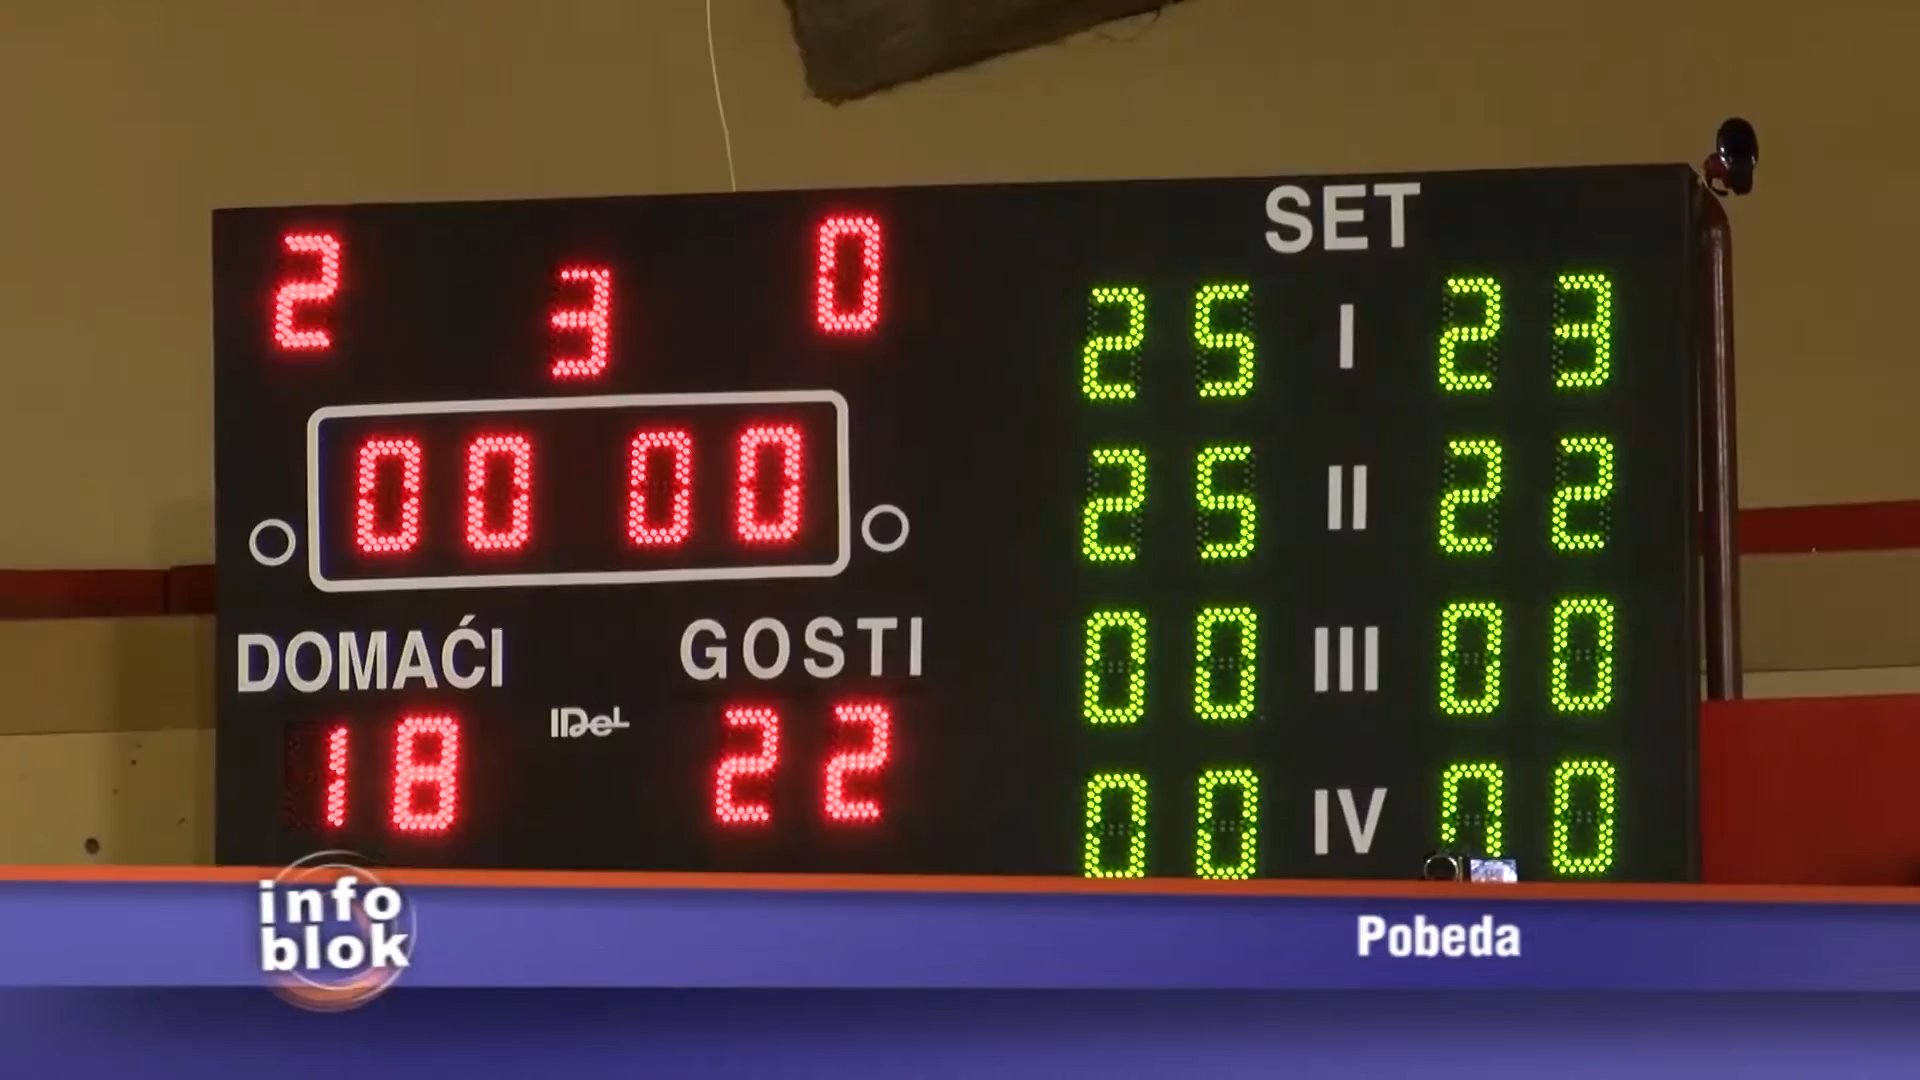 2 3 0
00 00
DOMAĆI GOSTI
IDeL
18 22
SET
25 I 23
25 II 22
00 III 00
00 IV 00
info
blok
Pobeda